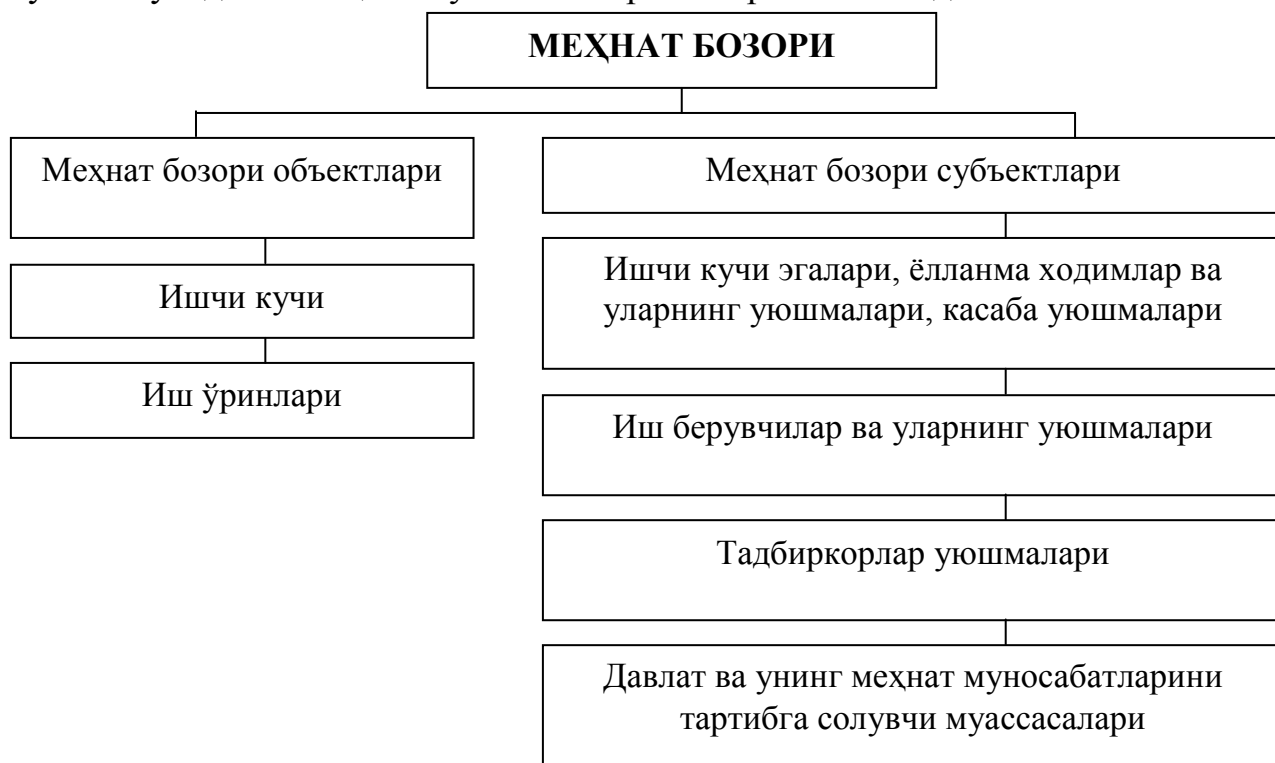 МЕҲНАТ БОЗОРИ
Меҳнат бозори объектлари
Ишчи кучи
Иш ўринлари
Меҳнат бозори субъектлари
Ишчи кучи эгалари, ёлланма ходимлар ва
уларнинг уюшмалари, касаба уюшмалари
Иш берувчилар ва уларнинг уюшмалари
Тадбиркорлар уюшмалари
Давлат ва унинг меҳнат муносабатларини
тартибга солувчи муассасалари